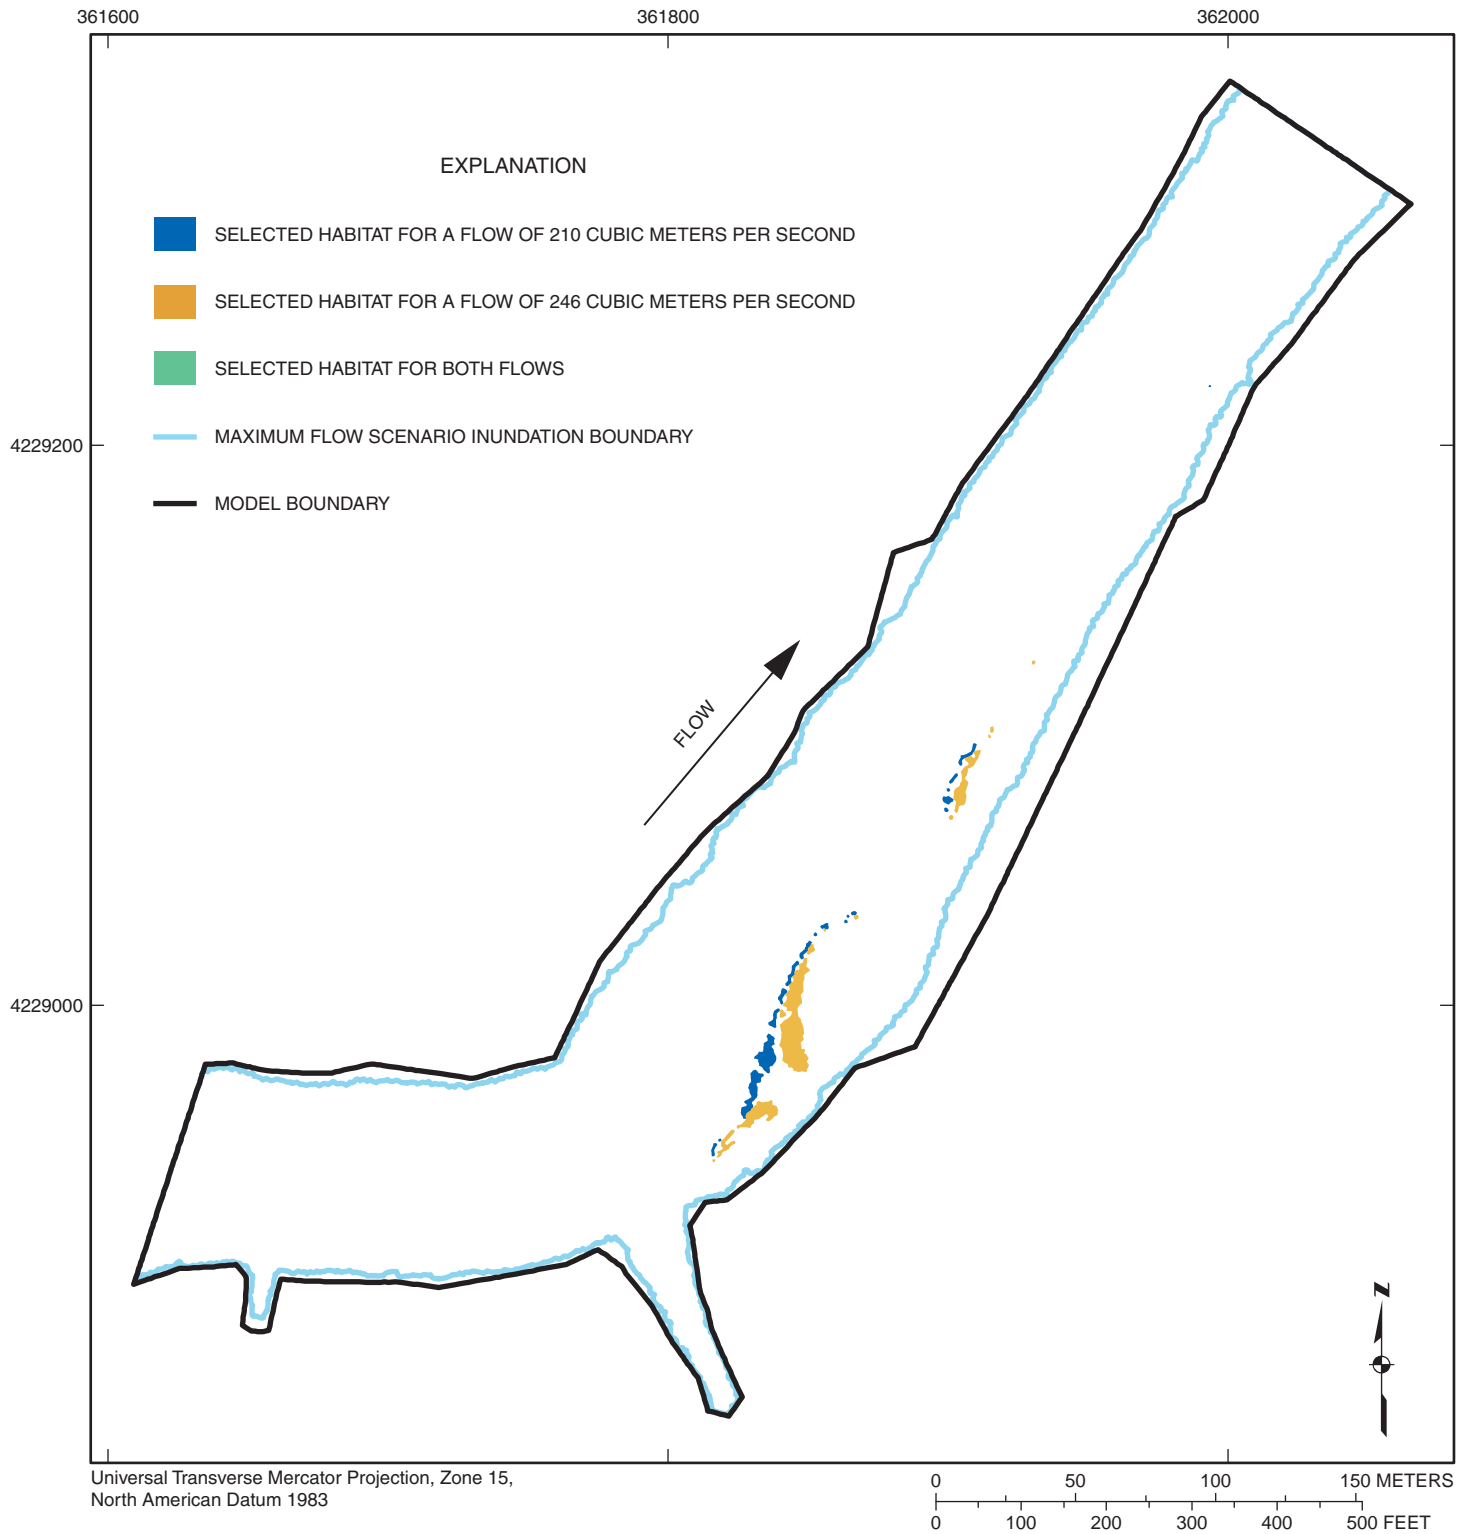 361600 361800 362000
EXPLANATION
SELECTED HABITAT FOR A FLOW OF 210 CUBIC METERS PER SECOND
SELECTED HABITAT FOR A FLOW OF 246 CUBIC METERS PER SECOND
SELECTED HABITAT FOR BOTH FLOWS
MAXIMUM FLOW SCENARIO INUNDATION BOUNDARY
4229200
MODEL BOUNDARY
FLOW
4229000
N
Universal Transverse Mercator Projection, Zone 15,
North American Datum 1983
0 50 100 150 METERS
0 100 200 300 400 500 FEET